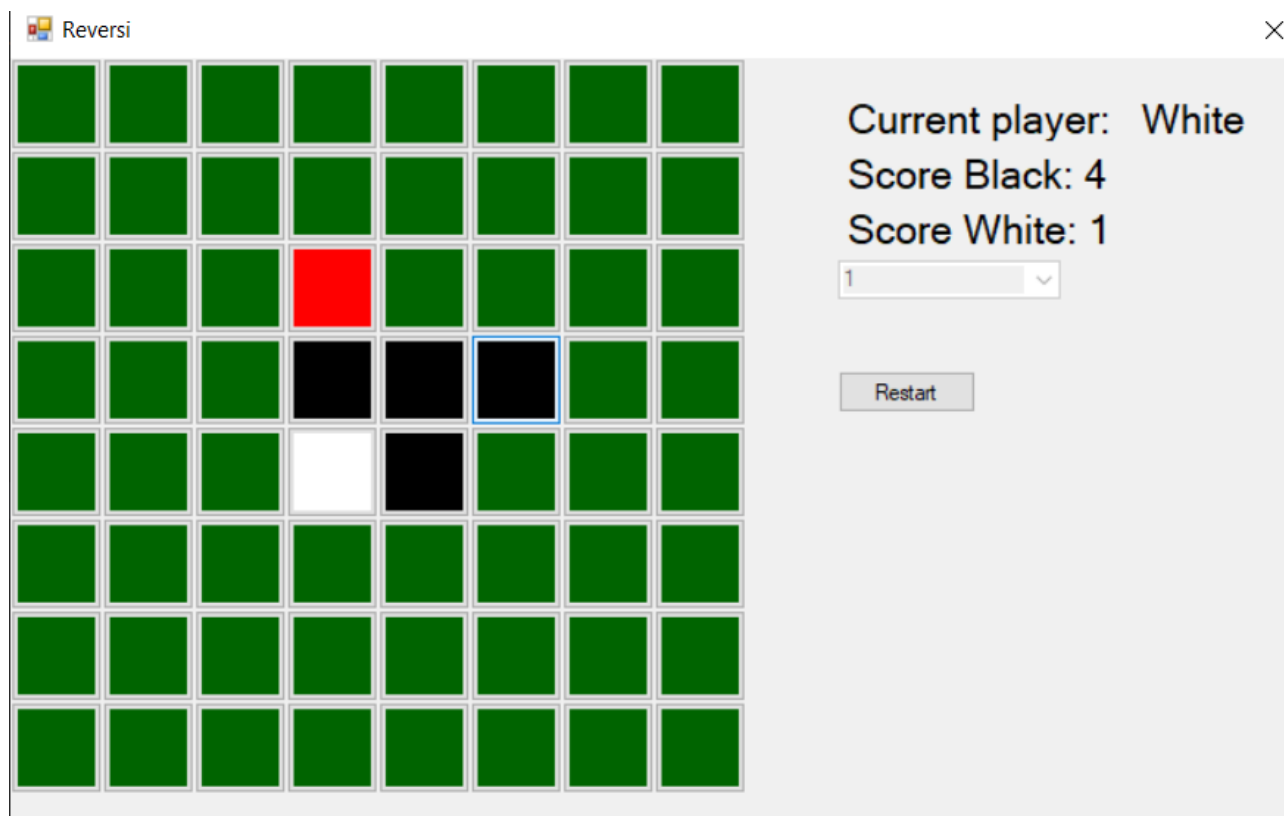 Reversi
Current player: White
Score Black: 4
Score White: 1
1
Restart